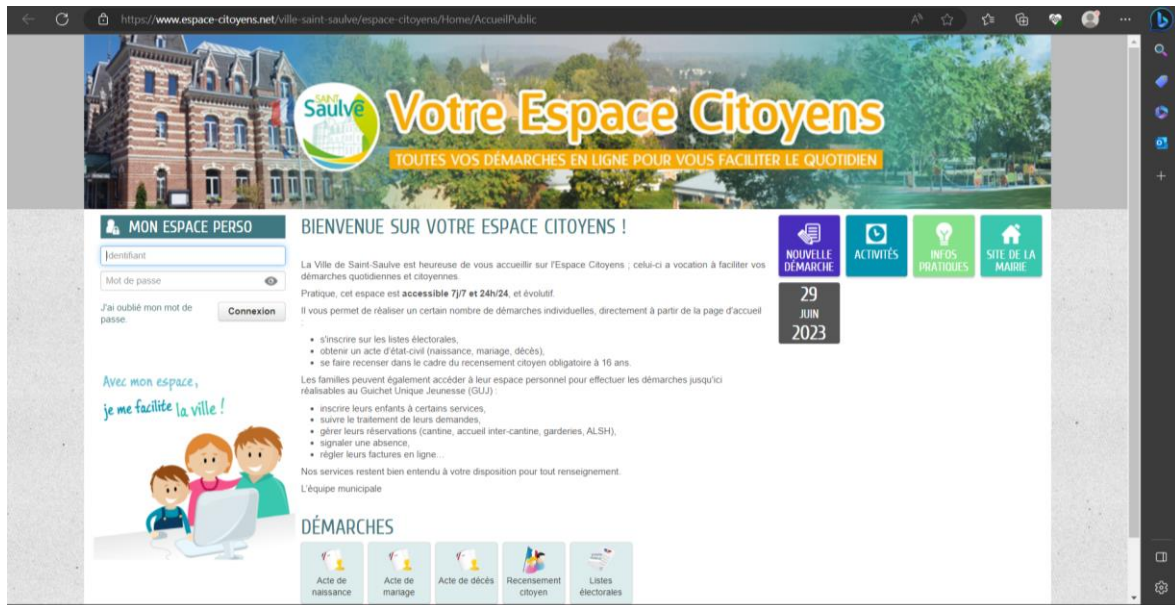 https://www.espace-citoyens.net/ville-saint-saulve/espace-citoyens/Home/AccueilPublic
SAINT
Saulve
Votre Espace Citoyens
TOUTES VOS DÉMARCHES EN LIGNE POUR VOUS FACILITER LE QUOTIDIEN
MON ESPACE PERSO
Identifiant
Mot de passe
J'ai oublié mon mot de
passe.
Connexion
Avec mon espace,
je me facilite la ville !
BIENVENUE SUR VOTRE ESPACE CITOYENS !
La Ville de Saint-Saulve est heureuse de vous accueillir sur l'Espace Citoyens ; celui-ci a vocation à faciliter vos
démarches quotidiennes et citoyennes.
Pratique, cet espace est accessible 7j/7 et 24h/24, et évolutif.
Il vous permet de réaliser un certain nombre de démarches individuelles, directement à partir de la page d'accueil
:
• s'inscrire sur les listes électorales,
• obtenir un acte d'état-civil (naissance, mariage, décès),
• se faire recenser dans le cadre du recensement citoyen obligatoire à 16 ans.
Les familles peuvent également accéder à leur espace personnel pour effectuer les démarches jusqu'ici
réalisables au Guichet Unique Jeunesse (GUJ) :
• inscrire leurs enfants à certains services,
• suivre le traitement de leurs demandes,
• gérer leurs réservations (cantine, accueil inter-cantine, garderies, ALSH),
• signaler une absence,
• régler leurs factures en ligne…
Nos services restent bien entendu à votre disposition pour tout renseignement.
L'équipe municipale
DÉMARCHES
Acte de
naissance
Acte de
mariage
Acte de décès
Recensement
citoyen
Listes
électorales
NOUVELLE
DÉMARCHE
ACTIVITÉS
INFOS
PRATIQUES
SITE DE LA
MAIRIE
29
JUIN
2023